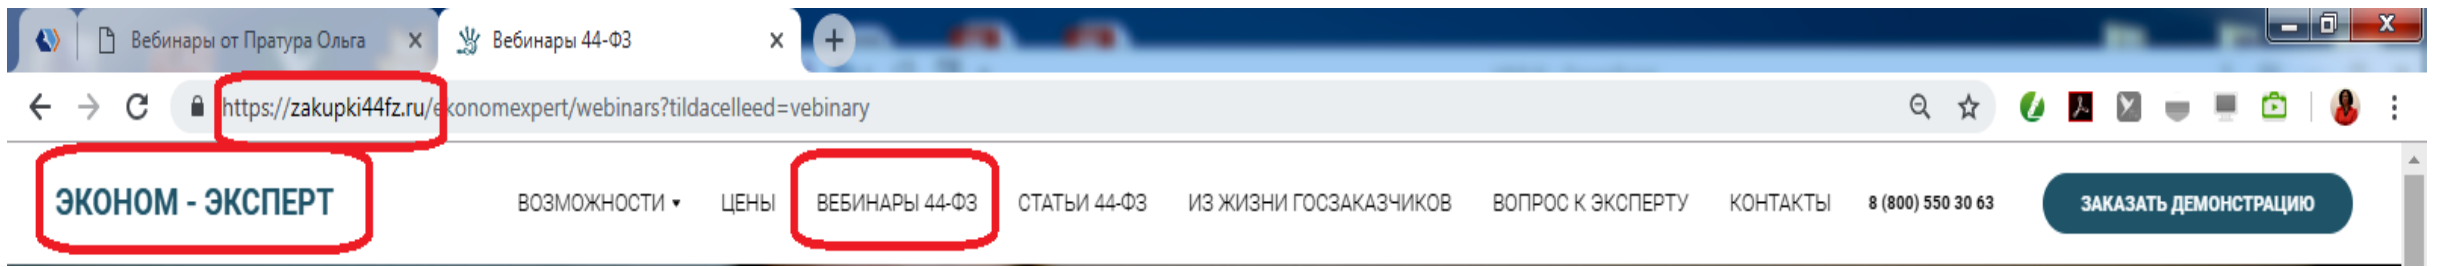 Вебинары от Пратура Ольга
Вебинары 44-ФЗ
https://zakupki44fz.ru/ekonomexpert/webinars?tildacelleed=vebinary
ЭКОНОМ - ЭКСПЕРТ ВОЗМОЖНОСТИ ЦЕНЫ ВЕБИНАРЫ 44-ФЗ СТАТЬИ 44-ФЗ ИЗ ЖИЗНИ ГОСЗАКАЗЧИКОВ ВОПРОС К ЭКСПЕРТУ КОНТАКТЫ 8 (800) 550 30 63 ЗАКАЗАТЬ ДЕМОНСТРАЦИЮ